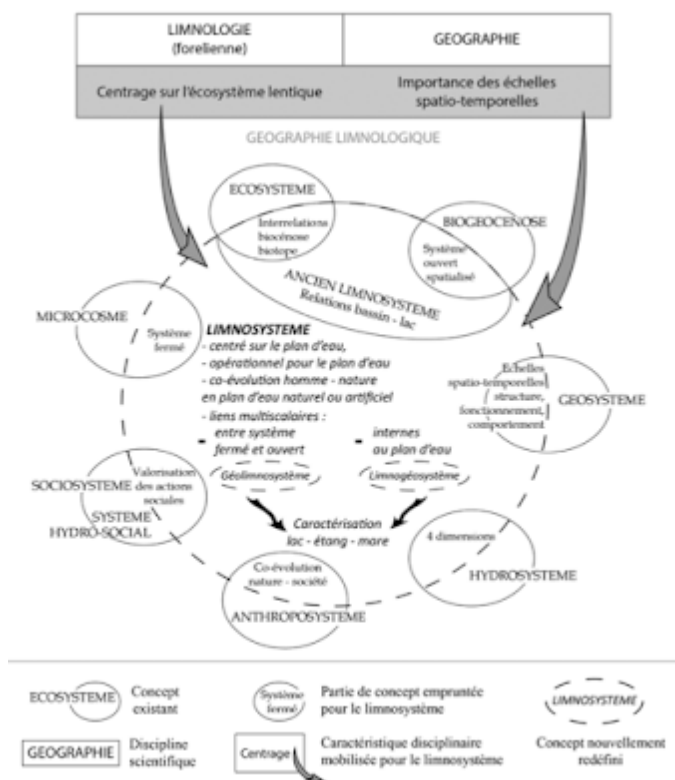 LIMNOLOGIE
(forelienne)
GEOGRAPHIE
Centrage sur l'écosystème lentique
Importance des échelles
spatio-temporelles
GEOGRAPHIE LIMNOLOGIQUE
ECOSYSTEME
Interrelations
biocénose
biotope
BIOGEOCENOSE
Système
ouvert
spatialisé
ANCIEN LIMNOSYSTEME
Relations bassin - lac
MICROCOSME
Système
fermé
LIMNOSYSTEME
- centré sur le plan d'eau,
- opérationnel pour le plan d'eau
- co-évolution homme - nature
en plan d'eau naturel ou artificiel
- liens multiscalaires :
- entre système
fermé et ouvert
- internes
au plan d'eau
Géolimnosystème
Limnogéosystème
Caractérisation
lac - étang - mare
Echelles
spatio-temporelles
structure,
fonctionnement,
comportement
GEOSYSTEME
SOCIOSYSTEME
Valorisation
des actions
sociales
SYSTEME
HYDRO-SOCIAL
4 dimensions
HYDROSYSTEME
Co-évolution
nature - société
ANTHROPOSYSTEME
ECOSYSTEME
Concept
existant
Système
fermé
Partie de concept empruntée
pour le limnosystème
LIMNOSYSTEME
Concept nouvellement
redéfini
GEOGRAPHIE
Discipline
scientifique
Centrage
Caractéristique disciplinaire
mobilisée pour le limnosystème